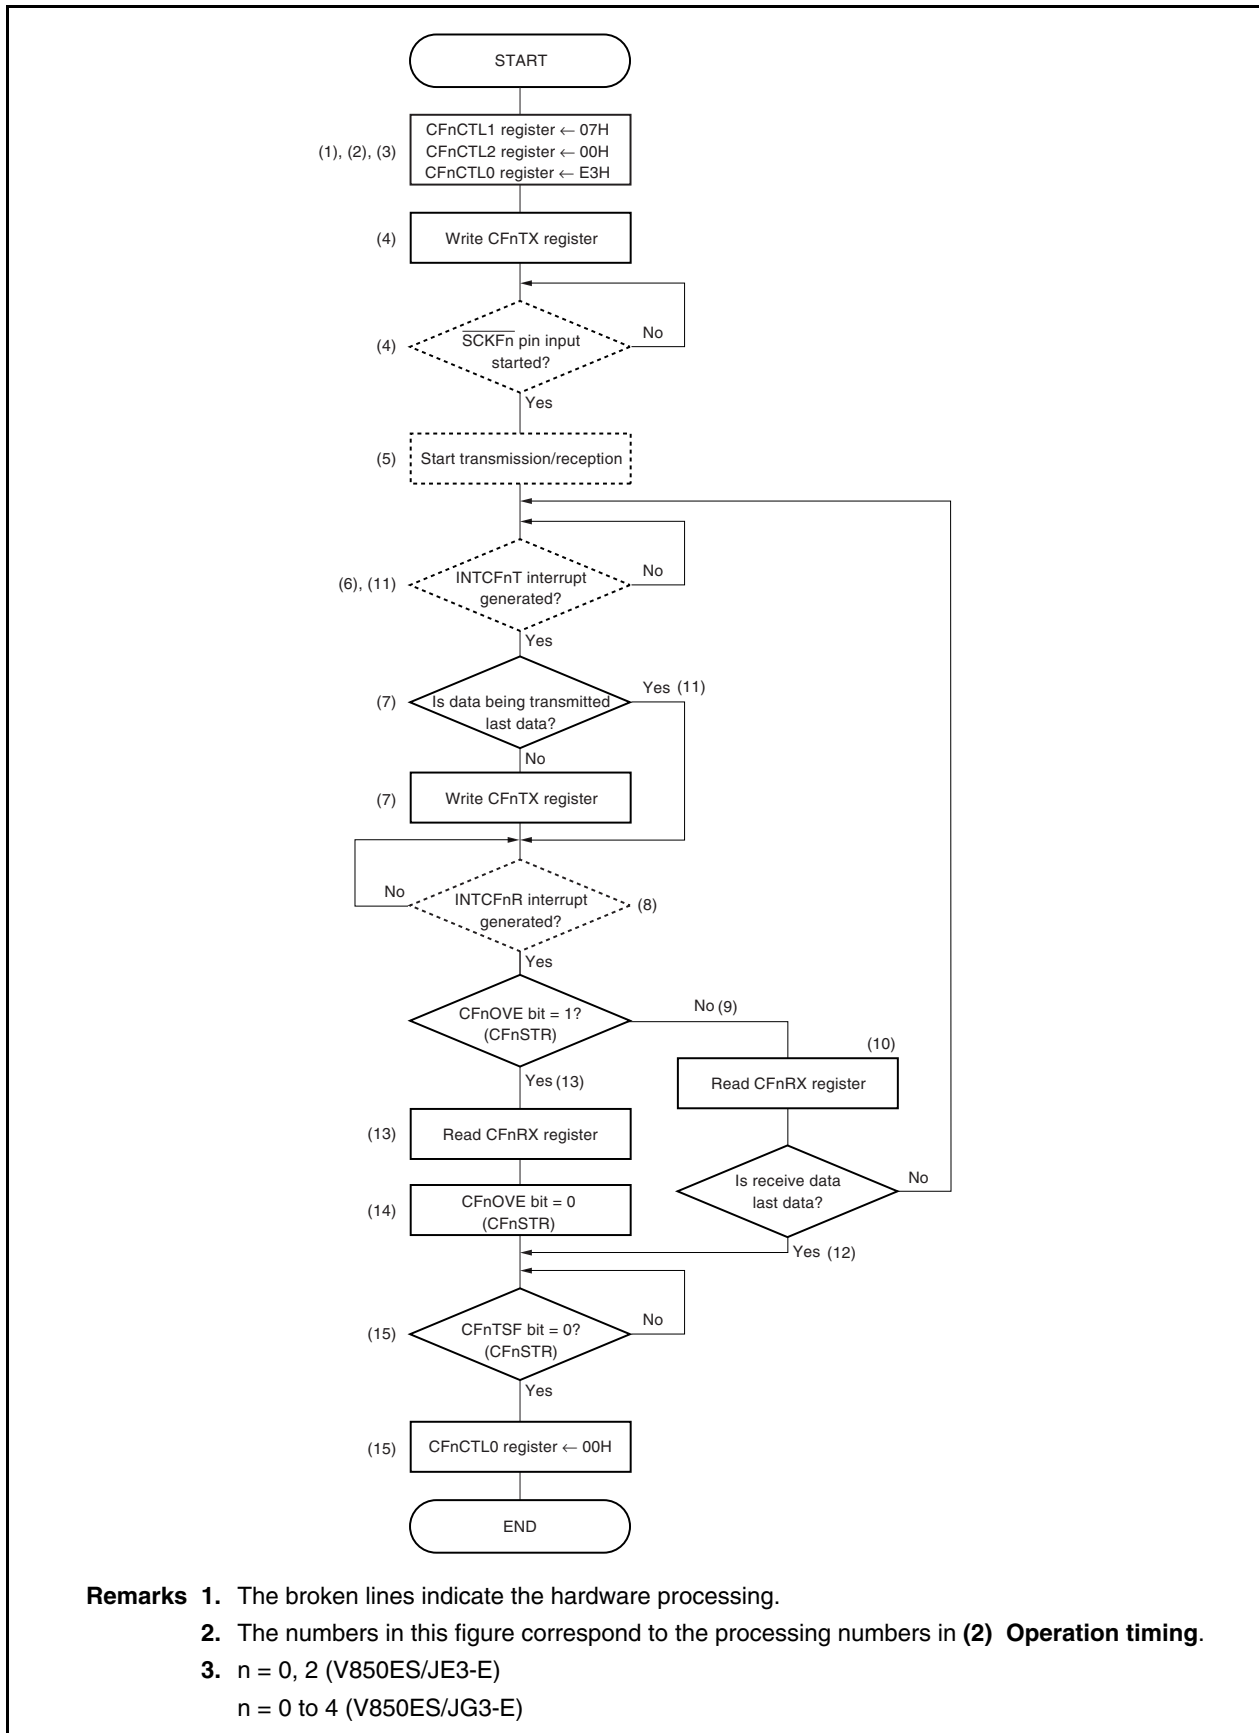 START
(1), (2), (3)
CFnCTL1 register ← 07H
CFnCTL2 register ← 00H
CFnCTL0 register ← E3H
(4)
Write CFnTX register
(4)
SCKFn pin input
started?
No
Yes
(5)
Start transmission/reception
(6), (11)
INTCFnT interrupt
generated?
No
Yes
(7)
Is data being transmitted
last data?
Yes (11)
No
(7)
Write CFnTX register
No
INTCFnR interrupt
generated?
(8)
Yes
CFnOVE bit = 1?
(CFnSTR)
No (9)
(10)
Read CFnRX register
Yes (13)
(13)
Read CFnRX register
Is receive data
last data?
No
(14)
CFnOVE bit = 0
(CFnSTR)
Yes (12)
(15)
CFnTSF bit = 0?
(CFnSTR)
No
Yes
(15)
CFnCTL0 register ← 00H
END
Remarks 1. The broken lines indicate the hardware processing.
2. The numbers in this figure correspond to the processing numbers in (2) Operation timing.
3. n = 0, 2 (V850ES/JE3-E)
n = 0 to 4 (V850ES/JG3-E)